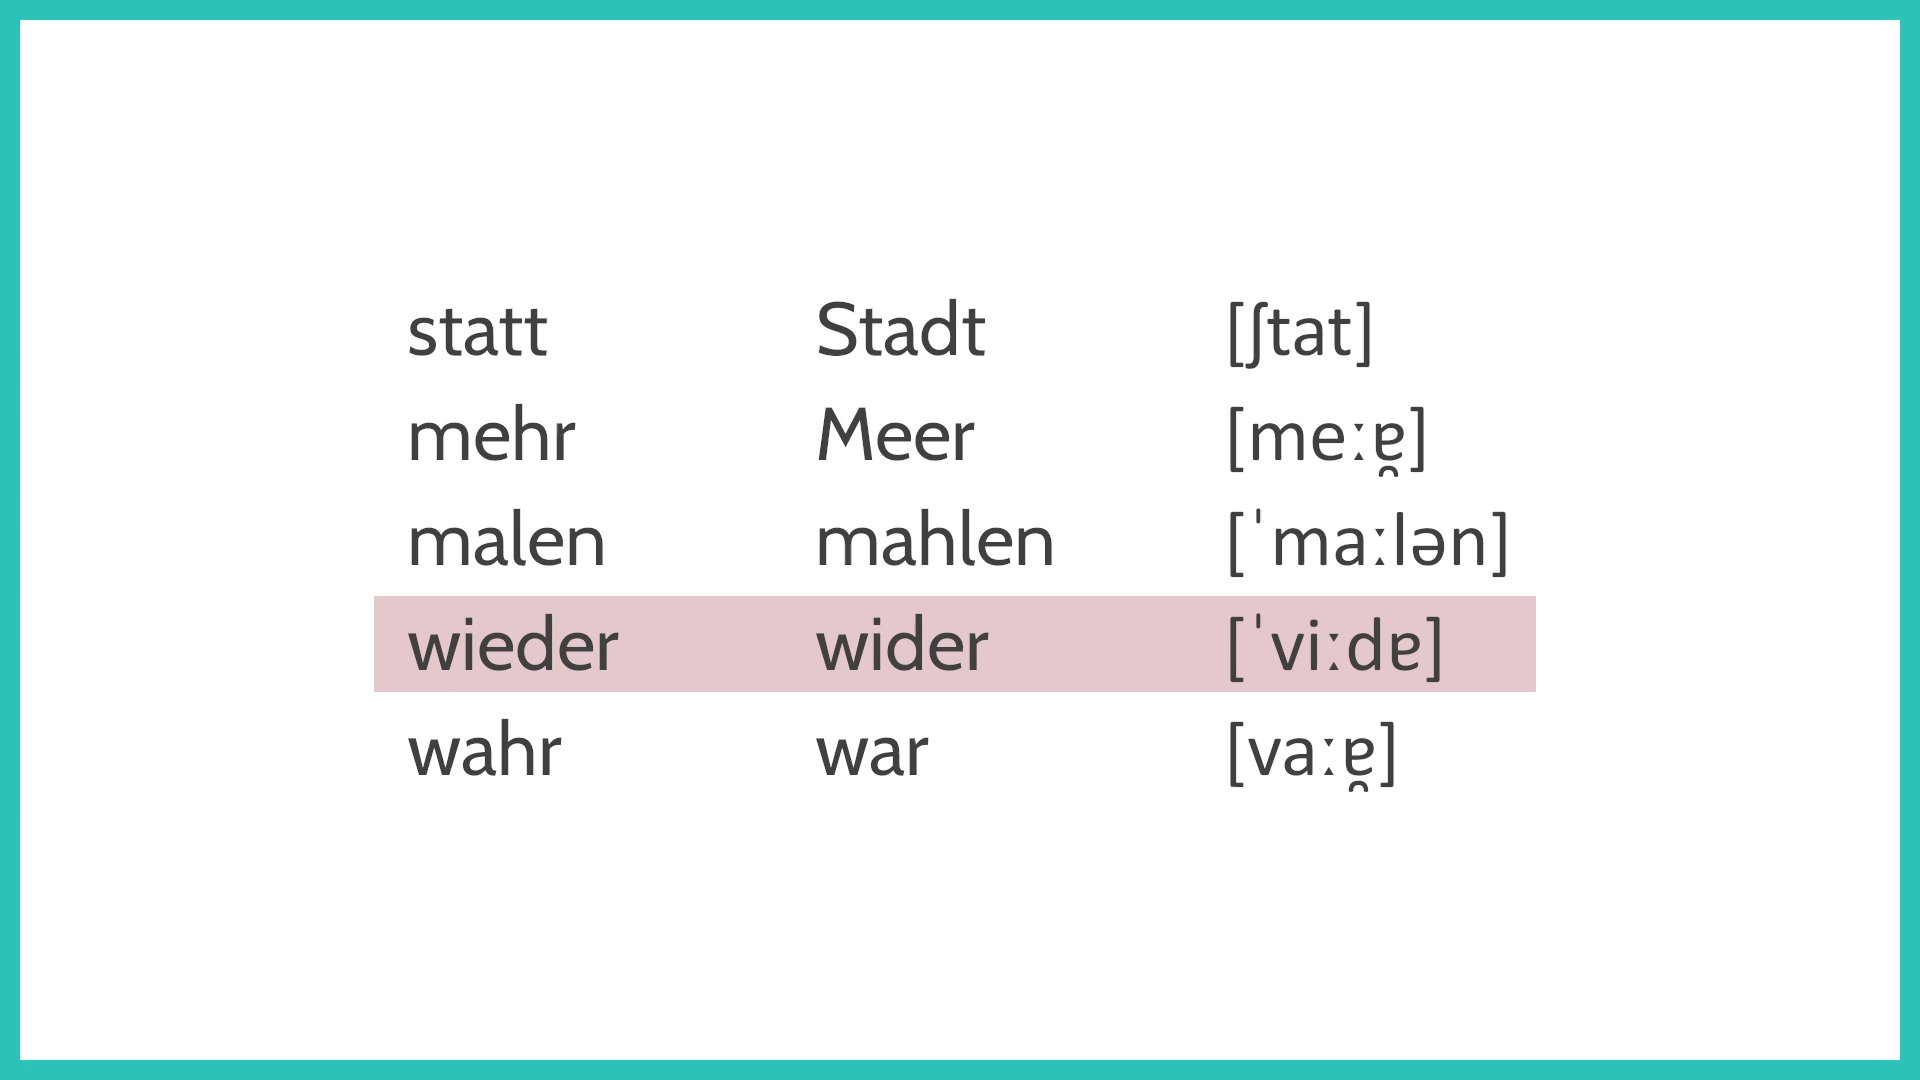 statt Stadt [ʃtat]
mehr Meer [meːɐ̯]
malen mahlen [ˈmaːlən]
wieder wider [ˈviːdɐ]
wahr war [vaːɐ̯]